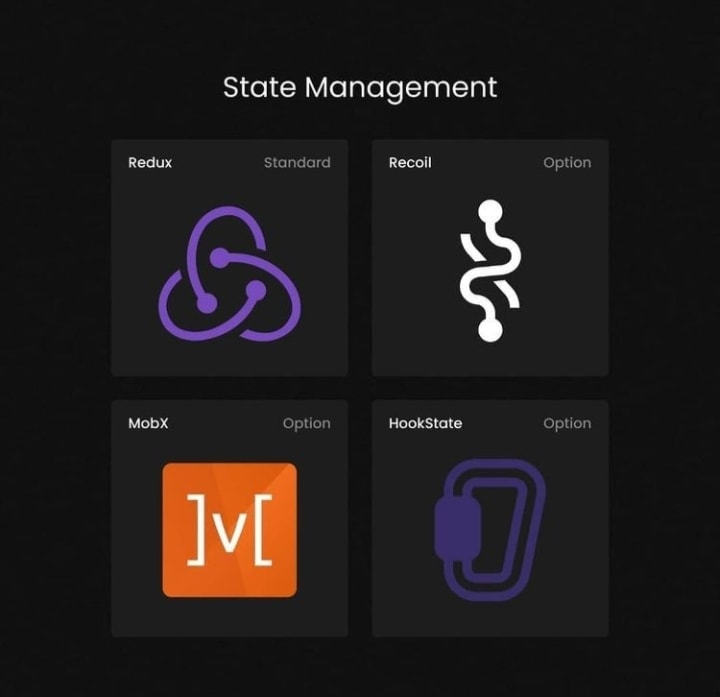 State Management
Redux Standard
Recoil Option
MobX Option
HookState Option